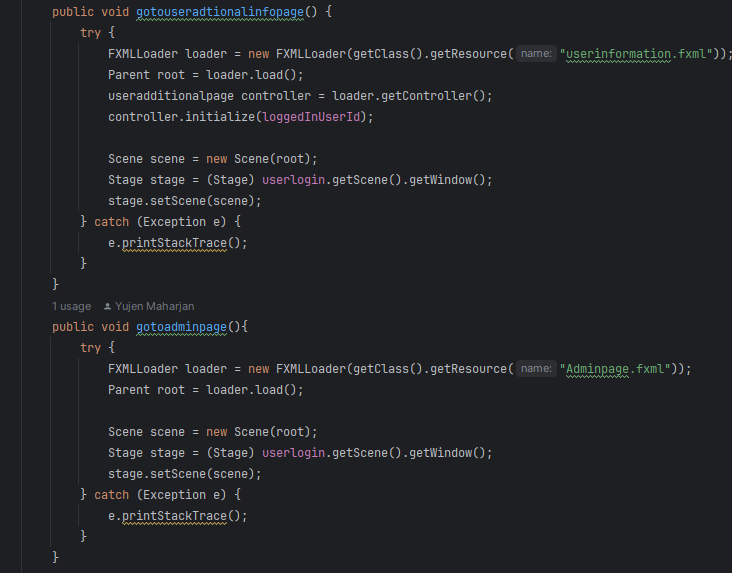 public void gotouseradtionalinfopage() {
try {
FXMLLoader loader = new FXMLLoader(getClass().getResource( name: "userinformation.fxml"));
Parent root = loader.load();
useradditionalpage controller = loader.getController();
controller.initialize(loggedInUserId);
Scene scene = new Scene(root);
Stage stage = (Stage) userlogin.getScene().getWindow();
stage.setScene(scene);
} catch (Exception e) {
e.printStackTrace();
}
}
1 usage Yujen Maharjan
public void gotoadminpage(){
try {
FXMLLoader loader = new FXMLLoader(getClass().getResource( name: "Adminpage.fxml"));
Parent root = loader.load();
Scene scene = new Scene(root);
Stage stage = (Stage) userlogin.getScene().getWindow();
stage.setScene(scene);
} catch (Exception e) {
e.printStackTrace();
}
}